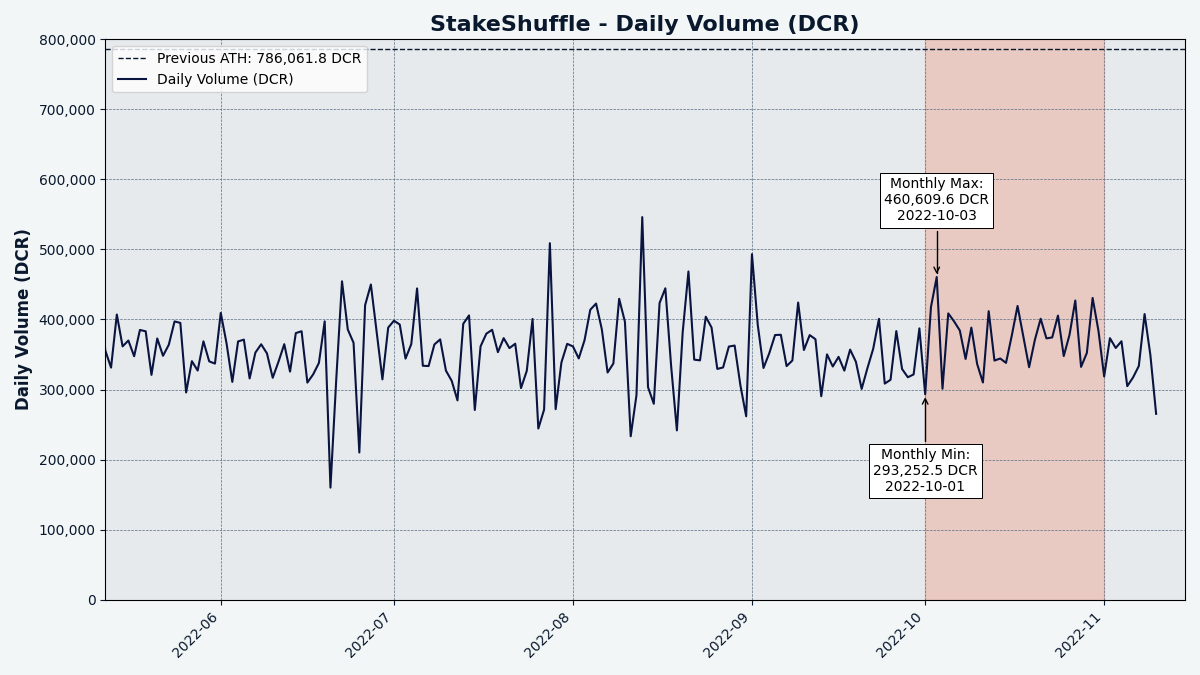 StakeShuffle - Daily Volume (DCR)
Previous ATH: 786,061.8 DCR
Daily Volume (DCR)
Daily Volume (DCR)
800,000
700,000
600,000
500,000
400,000
300,000
200,000
100,000
0
Monthly Max:
460,609.6 DCR
2022-10-03
Monthly Min:
293,252.5 DCR
2022-10-01
2022-06
2022-07
2022-08
2022-09
2022-10
2022-11